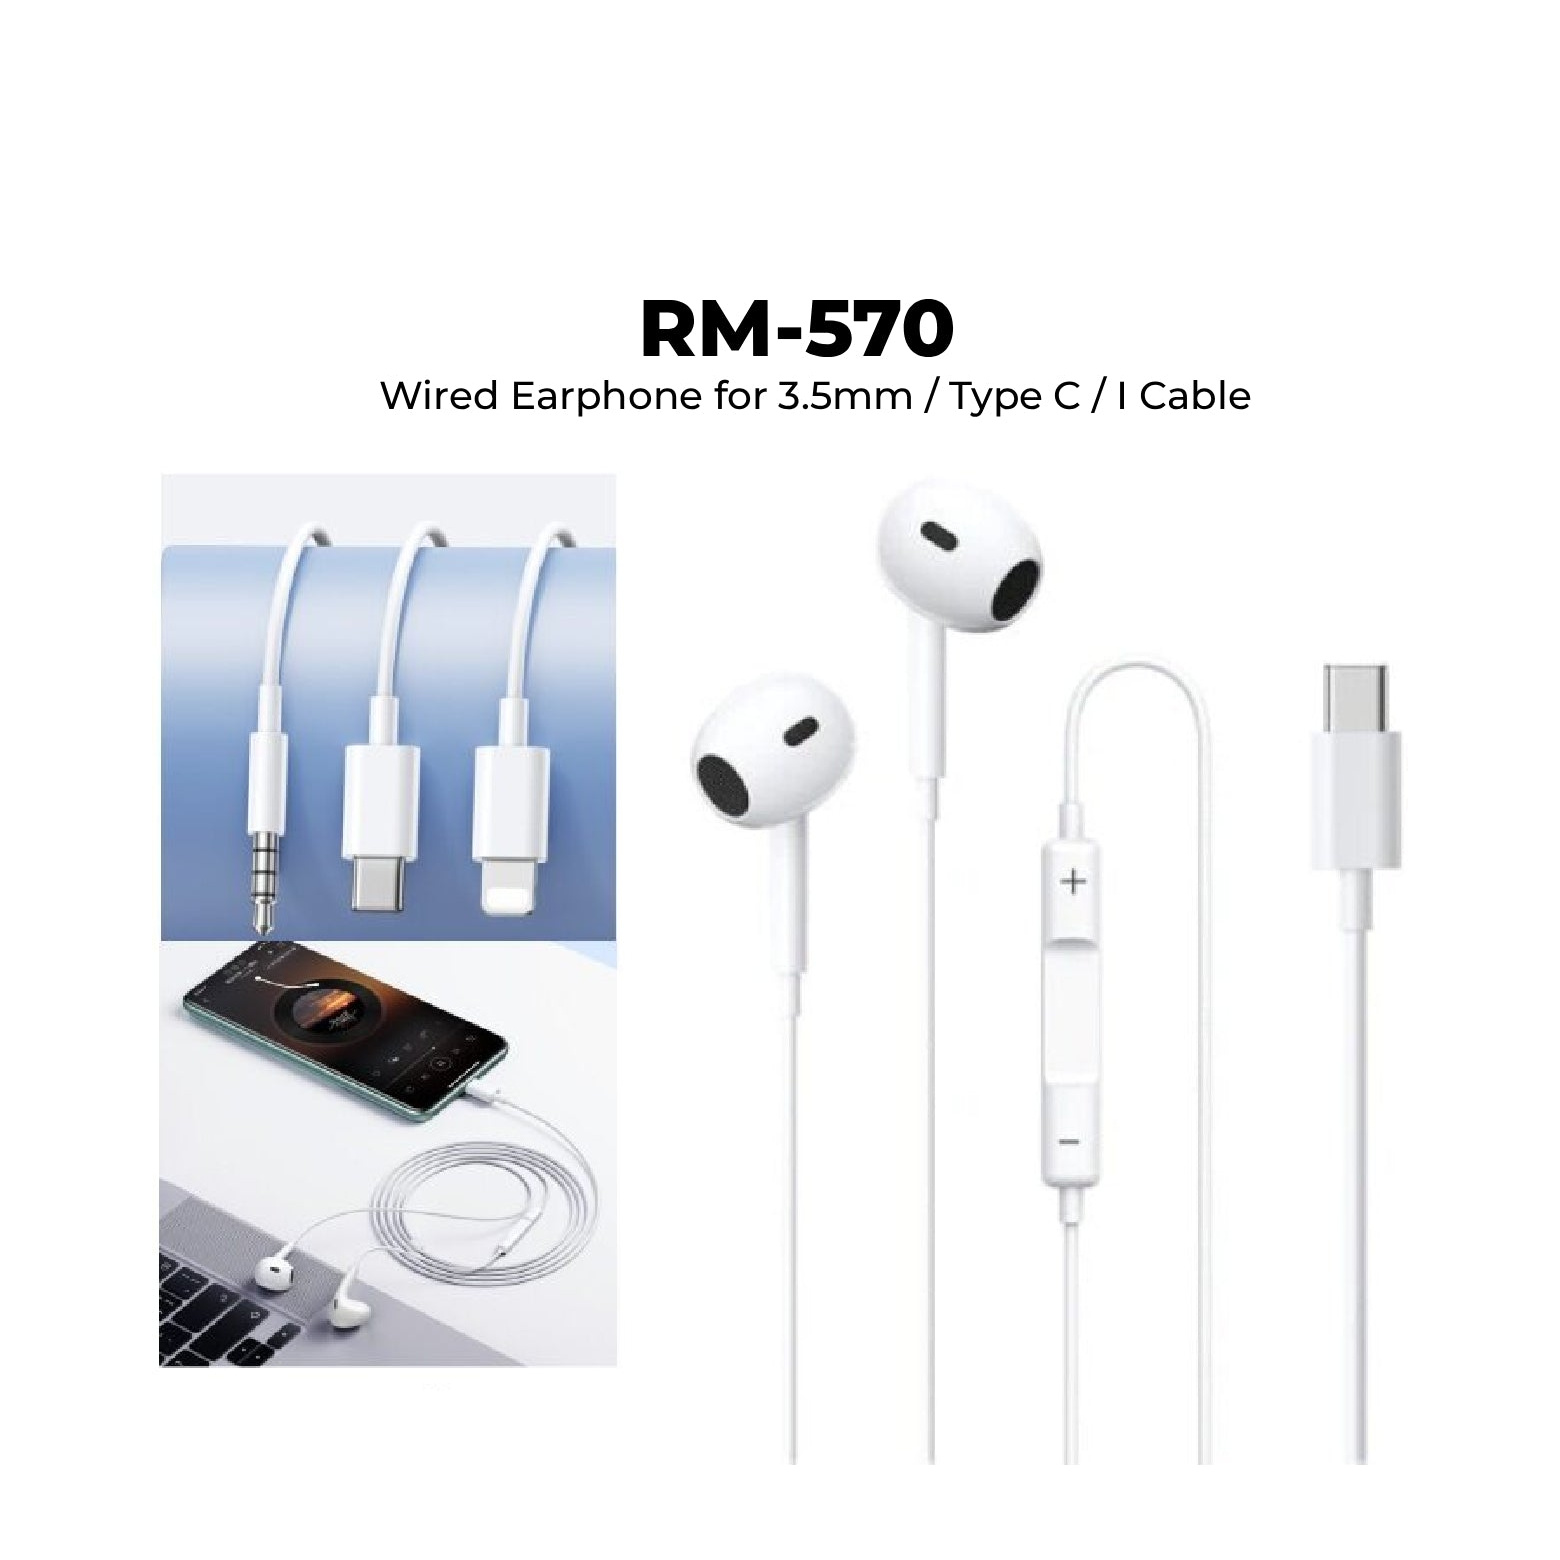 RM-570
Wired Earphone for 3.5mm / Type C / I Cable
+
−